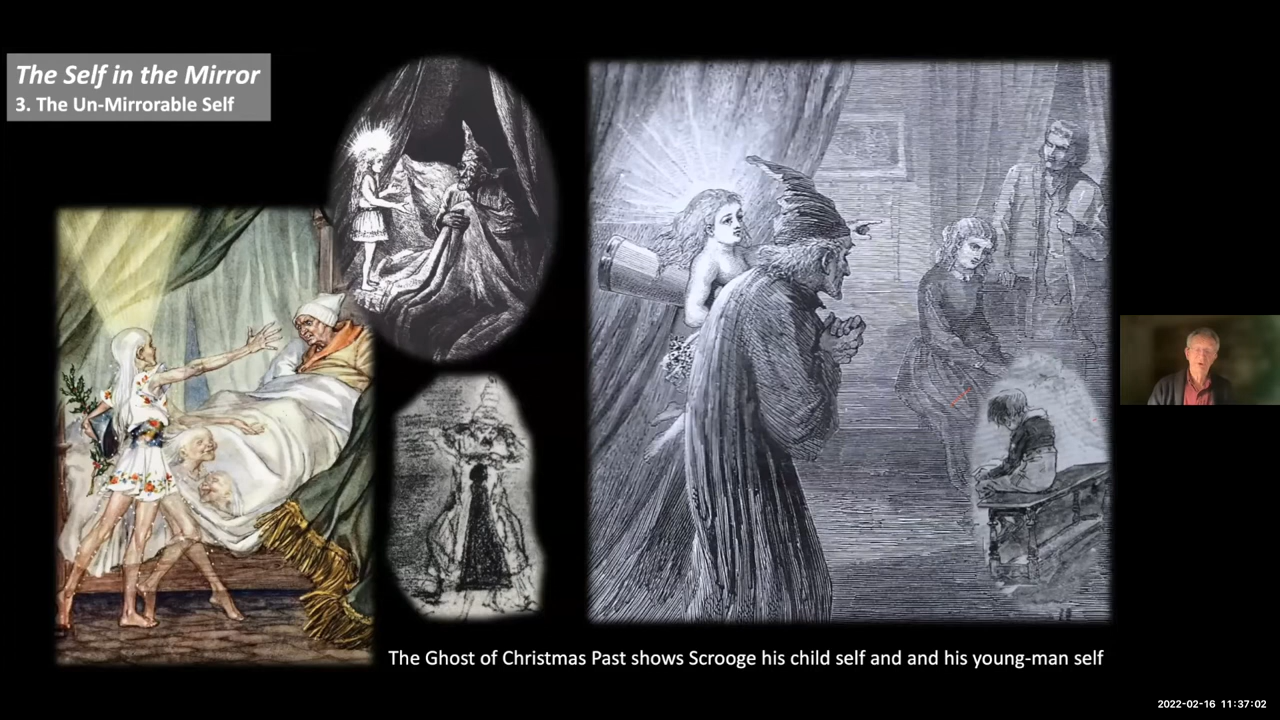 The Self in the Mirror
3. The Un-Mirrorable Self
The Ghost of Christmas Past shows Scrooge his child self and and his young-man self
2022-02-16 11:37:02